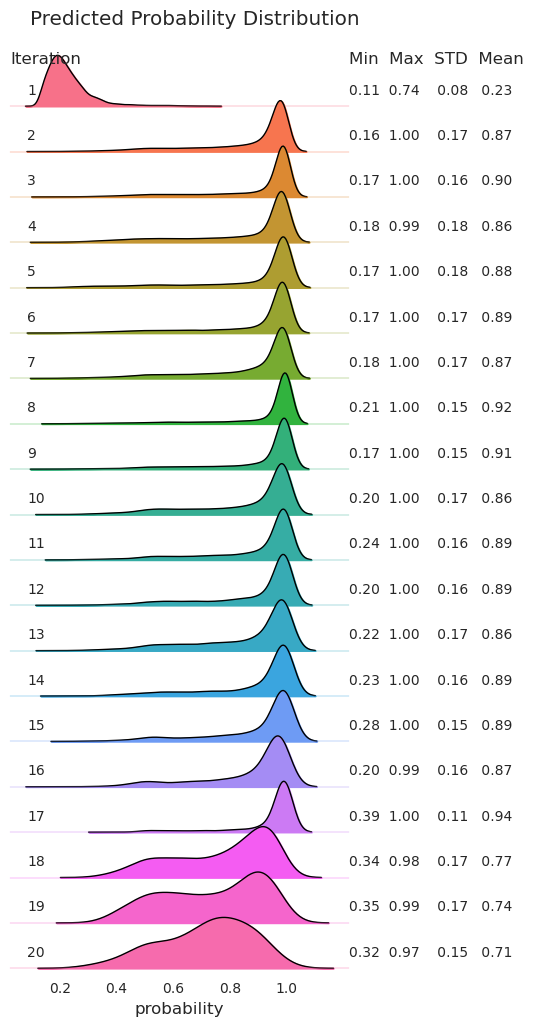 Predicted Probability Distribution
Iteration Min Max STD Mean
1 0.11 0.74 0.08 0.23
2 0.16 1.00 0.17 0.87
3 0.17 1.00 0.16 0.90
4 0.18 0.99 0.18 0.86
5 0.17 1.00 0.18 0.88
6 0.17 1.00 0.17 0.89
7 0.18 1.00 0.17 0.87
8 0.21 1.00 0.15 0.92
9 0.17 1.00 0.15 0.91
10 0.20 1.00 0.17 0.86
11 0.24 1.00 0.16 0.89
12 0.20 1.00 0.16 0.89
13 0.22 1.00 0.17 0.86
14 0.23 1.00 0.16 0.89
15 0.28 1.00 0.15 0.89
16 0.20 0.99 0.16 0.87
17 0.39 1.00 0.11 0.94
18 0.34 0.98 0.17 0.77
19 0.35 0.99 0.17 0.74
20 0.32 0.97 0.15 0.71
0.2 0.4 0.6 0.8 1.0
probability